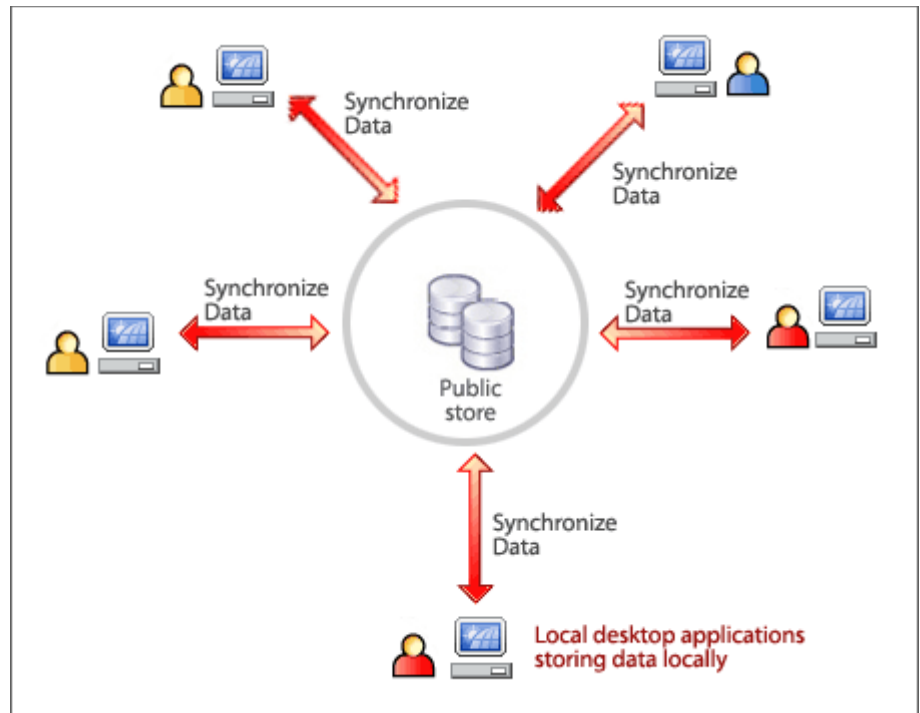 Synchronize
Data
Synchronize
Data
Synchronize
Data
Synchronize
Data
Public
store
Synchronize
Data
Local desktop applications
storing data locally